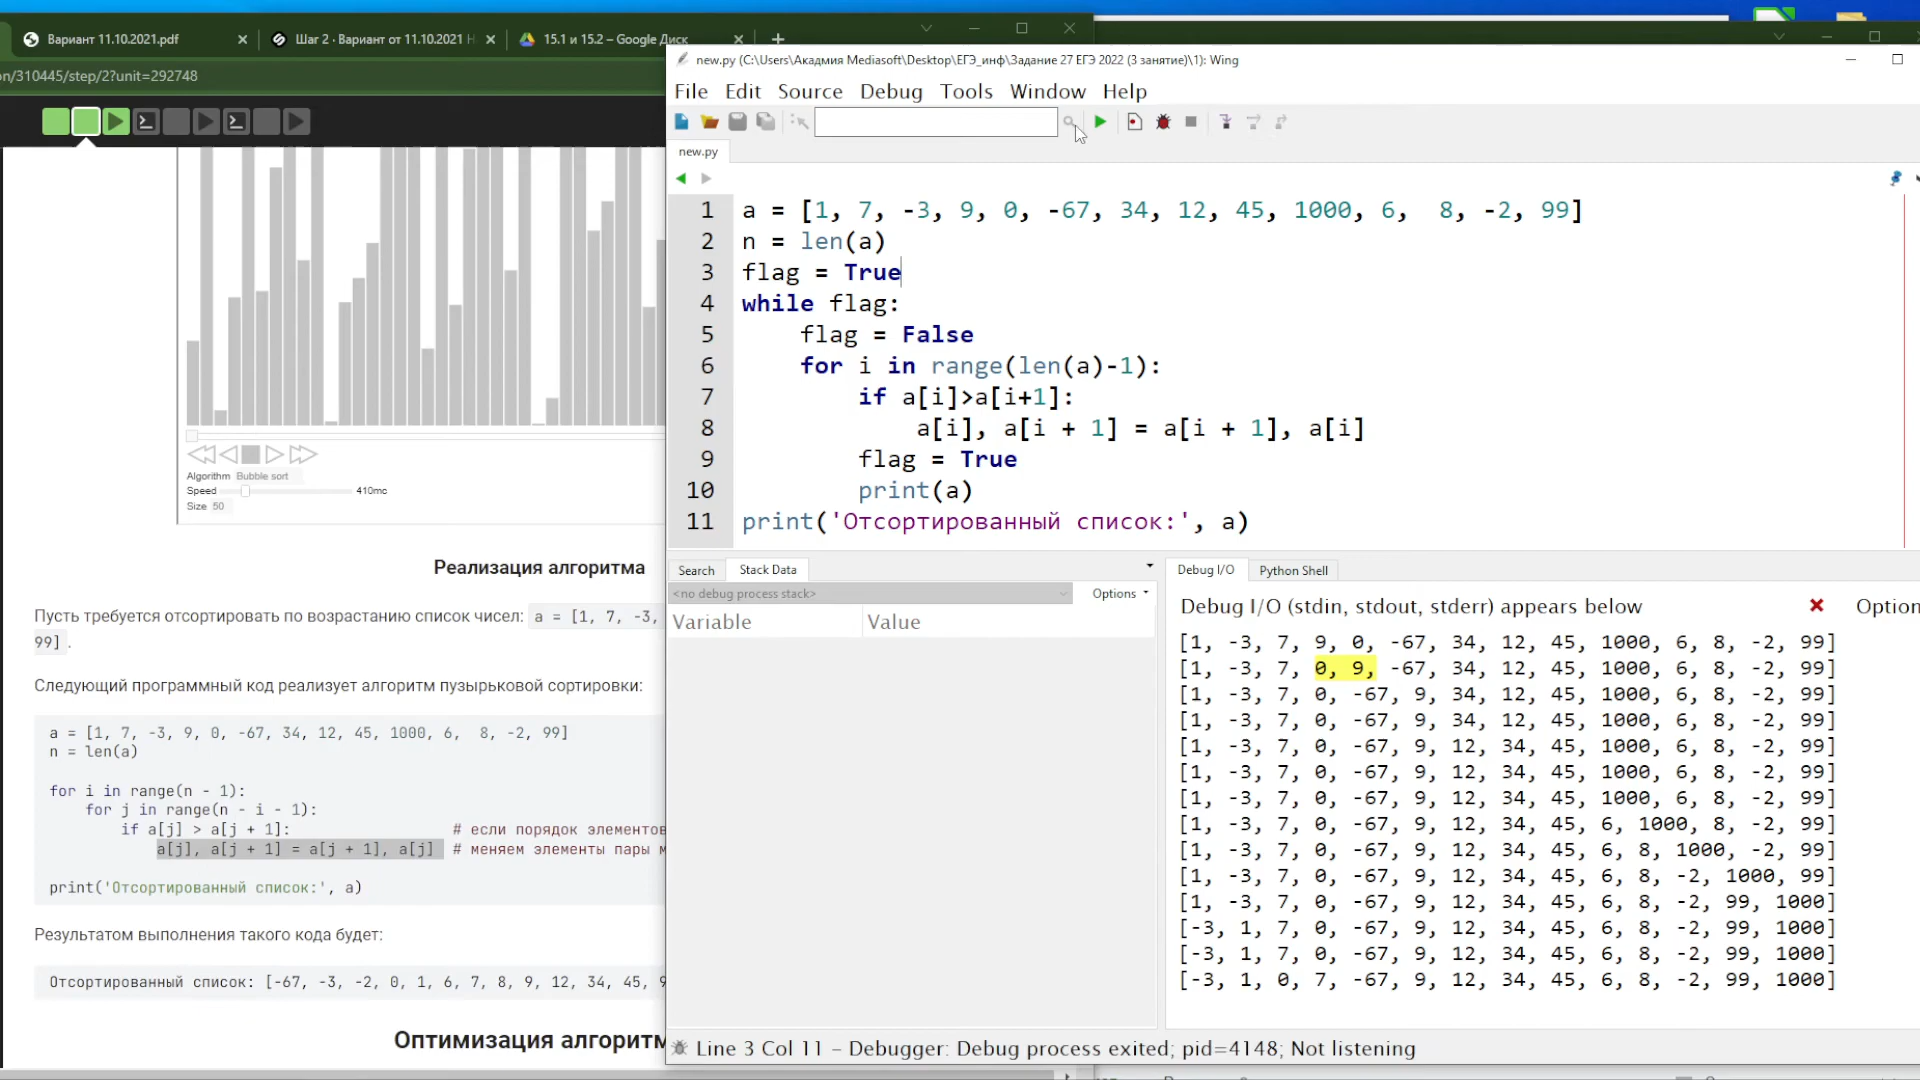 Вариант 11.10.2021.pdf
Шаг 2 · Вариант от 11.10.2021
15.1 и 15.2 – Google Диск
on/310445/step/2?unit=292748
Algorithm Bubble sort
Speed 410mc
Size 50
Реализация алгоритма
Пусть требуется отсортировать по возрастанию список чисел: a = [1, 7, -3,
99] .
Следующий программный код реализует алгоритм пузырьковой сортировки:
a = [1, 7, -3, 9, 0, -67, 34, 12, 45, 1000, 6,  8, -2, 99]
n = len(a)
for i in range(n - 1):
    for j in range(n - i - 1):
        if a[j] > a[j + 1]: # если порядок элементов
            a[j], a[j + 1] = a[j + 1], a[j] # меняем элементы пары м
print('Отсортированный список:', a)
Результатом выполнения такого кода будет:
Отсортированный список: [-67, -3, -2, 0, 1, 6, 7, 8, 9, 12, 34, 45, 9
Оптимизация алгоритм
new.py (C:\Users\Акадмия Mediasoft\Desktop\ЕГЭ_инф\Задание 27 ЕГЭ 2022 (3 занятие)\1): Wing
File Edit Source Debug Tools Window Help
new.py
1 a = [1, 7, -3, 9, 0, -67, 34, 12, 45, 1000, 6,  8, -2, 99]
2 n = len(a)
3 flag = True
4 while flag:
5     flag = False
6     for i in range(len(a)-1):
7         if a[i]>a[i+1]:
8             a[i], a[i + 1] = a[i + 1], a[i]
9         flag = True
10         print(a)
11 print('Отсортированный список:', a)
Search Stack Data
<no debug process stack> Options
Variable Value
Debug I/O Python Shell
Debug I/O (stdin, stdout, stderr) appears below Option
[1, -3, 7, 9, 0, -67, 34, 12, 45, 1000, 6, 8, -2, 99]
[1, -3, 7, 0, 9, -67, 34, 12, 45, 1000, 6, 8, -2, 99]
[1, -3, 7, 0, -67, 9, 34, 12, 45, 1000, 6, 8, -2, 99]
[1, -3, 7, 0, -67, 9, 34, 12, 45, 1000, 6, 8, -2, 99]
[1, -3, 7, 0, -67, 9, 12, 34, 45, 1000, 6, 8, -2, 99]
[1, -3, 7, 0, -67, 9, 12, 34, 45, 1000, 6, 8, -2, 99]
[1, -3, 7, 0, -67, 9, 12, 34, 45, 1000, 6, 8, -2, 99]
[1, -3, 7, 0, -67, 9, 12, 34, 45, 6, 1000, 8, -2, 99]
[1, -3, 7, 0, -67, 9, 12, 34, 45, 6, 8, 1000, -2, 99]
[1, -3, 7, 0, -67, 9, 12, 34, 45, 6, 8, -2, 1000, 99]
[1, -3, 7, 0, -67, 9, 12, 34, 45, 6, 8, -2, 99, 1000]
[-3, 1, 7, 0, -67, 9, 12, 34, 45, 6, 8, -2, 99, 1000]
[-3, 1, 7, 0, -67, 9, 12, 34, 45, 6, 8, -2, 99, 1000]
[-3, 1, 0, 7, -67, 9, 12, 34, 45, 6, 8, -2, 99, 1000]
Line 3 Col 11 – Debugger: Debug process exited; pid=4148; Not listening